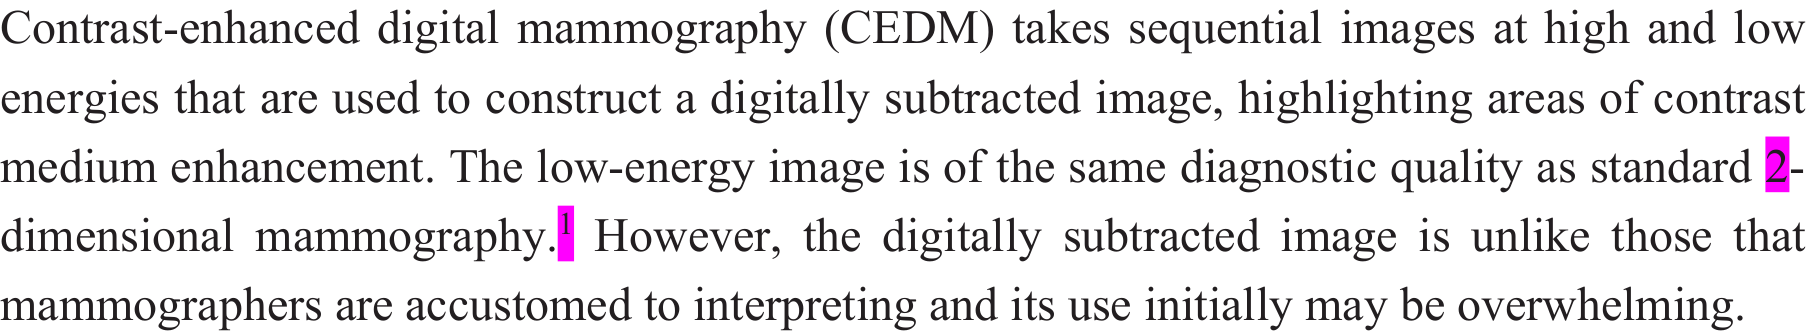 Contrast-enhanced digital mammography (CEDM) takes sequential images at high and low
energies that are used to construct a digitally subtracted image, highlighting areas of contrast
medium enhancement. The low-energy image is of the same diagnostic quality as standard 2-
dimensional mammography.¹ However, the digitally subtracted image is unlike those that
mammographers are accustomed to interpreting and its use initially may be overwhelming.